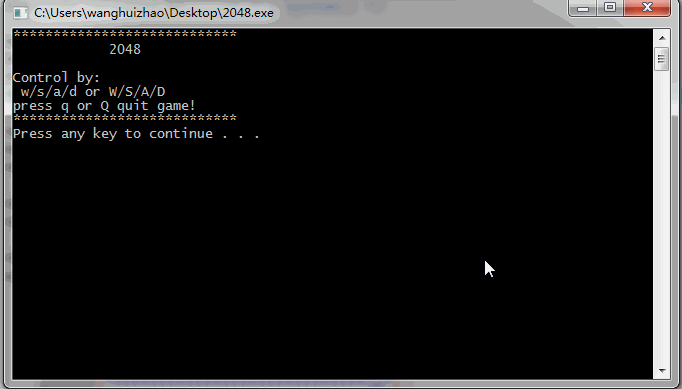 C:\Users\wanghuizhao\Desktop\2048.exe
****************************
2048
Control by:
w/s/a/d or W/S/A/D
press q or Q quit game!
****************************
Press any key to continue . . .